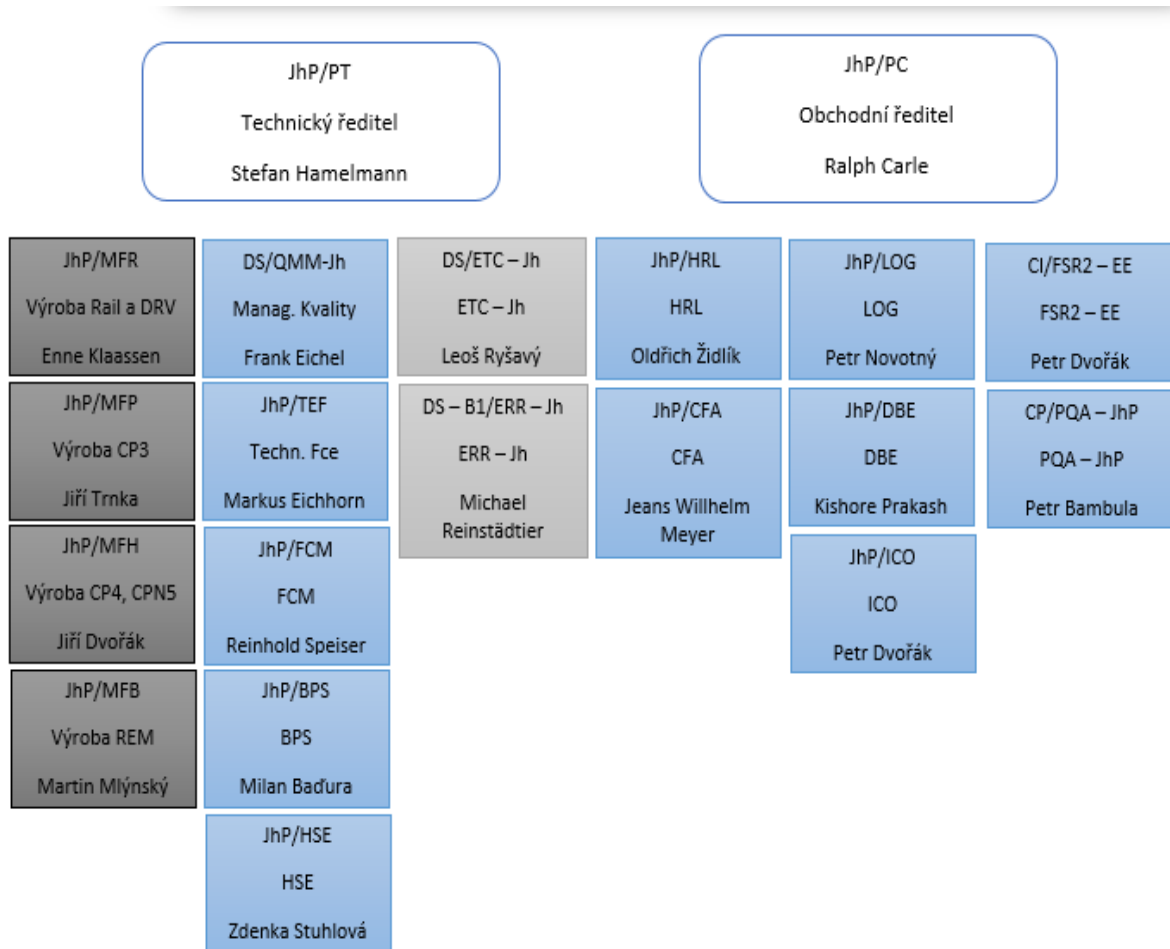 JhP/PT
Technický ředitel
Stefan Hamelmann
JhP/PC
Obchodní ředitel
Ralph Carle
JhP/MFR
Výroba Rail a DRV
Enne Klaassen
JhP/MFP
Výroba CP3
Jiří Trnka
JhP/MFH
Výroba CP4, CPN5
Jiří Dvořák
JhP/MFB
Výroba REM
Martin Mlýnský
DS/QMM-Jh
Manag. Kvality
Frank Eichel
JhP/TEF
Techn. Fce
Markus Eichhorn
JhP/FCM
FCM
Reinhold Speiser
JhP/BPS
BPS
Milan Baďura
JhP/HSE
HSE
Zdenka Stuhlová
DS/ETC – Jh
ETC – Jh
Leoš Ryšavý
DS – B1/ERR – Jh
ERR – Jh
Michael
Reinstädtier
JhP/HRL
HRL
Oldřich Židlík
JhP/CFA
CFA
Jeans Willhelm
Meyer
JhP/LOG
LOG
Petr Novotný
JhP/DBE
DBE
Kishore Prakash
JhP/ICO
ICO
Petr Dvořák
CI/FSR2 – EE
FSR2 – EE
Petr Dvořák
CP/PQA – JhP
PQA – JhP
Petr Bambula